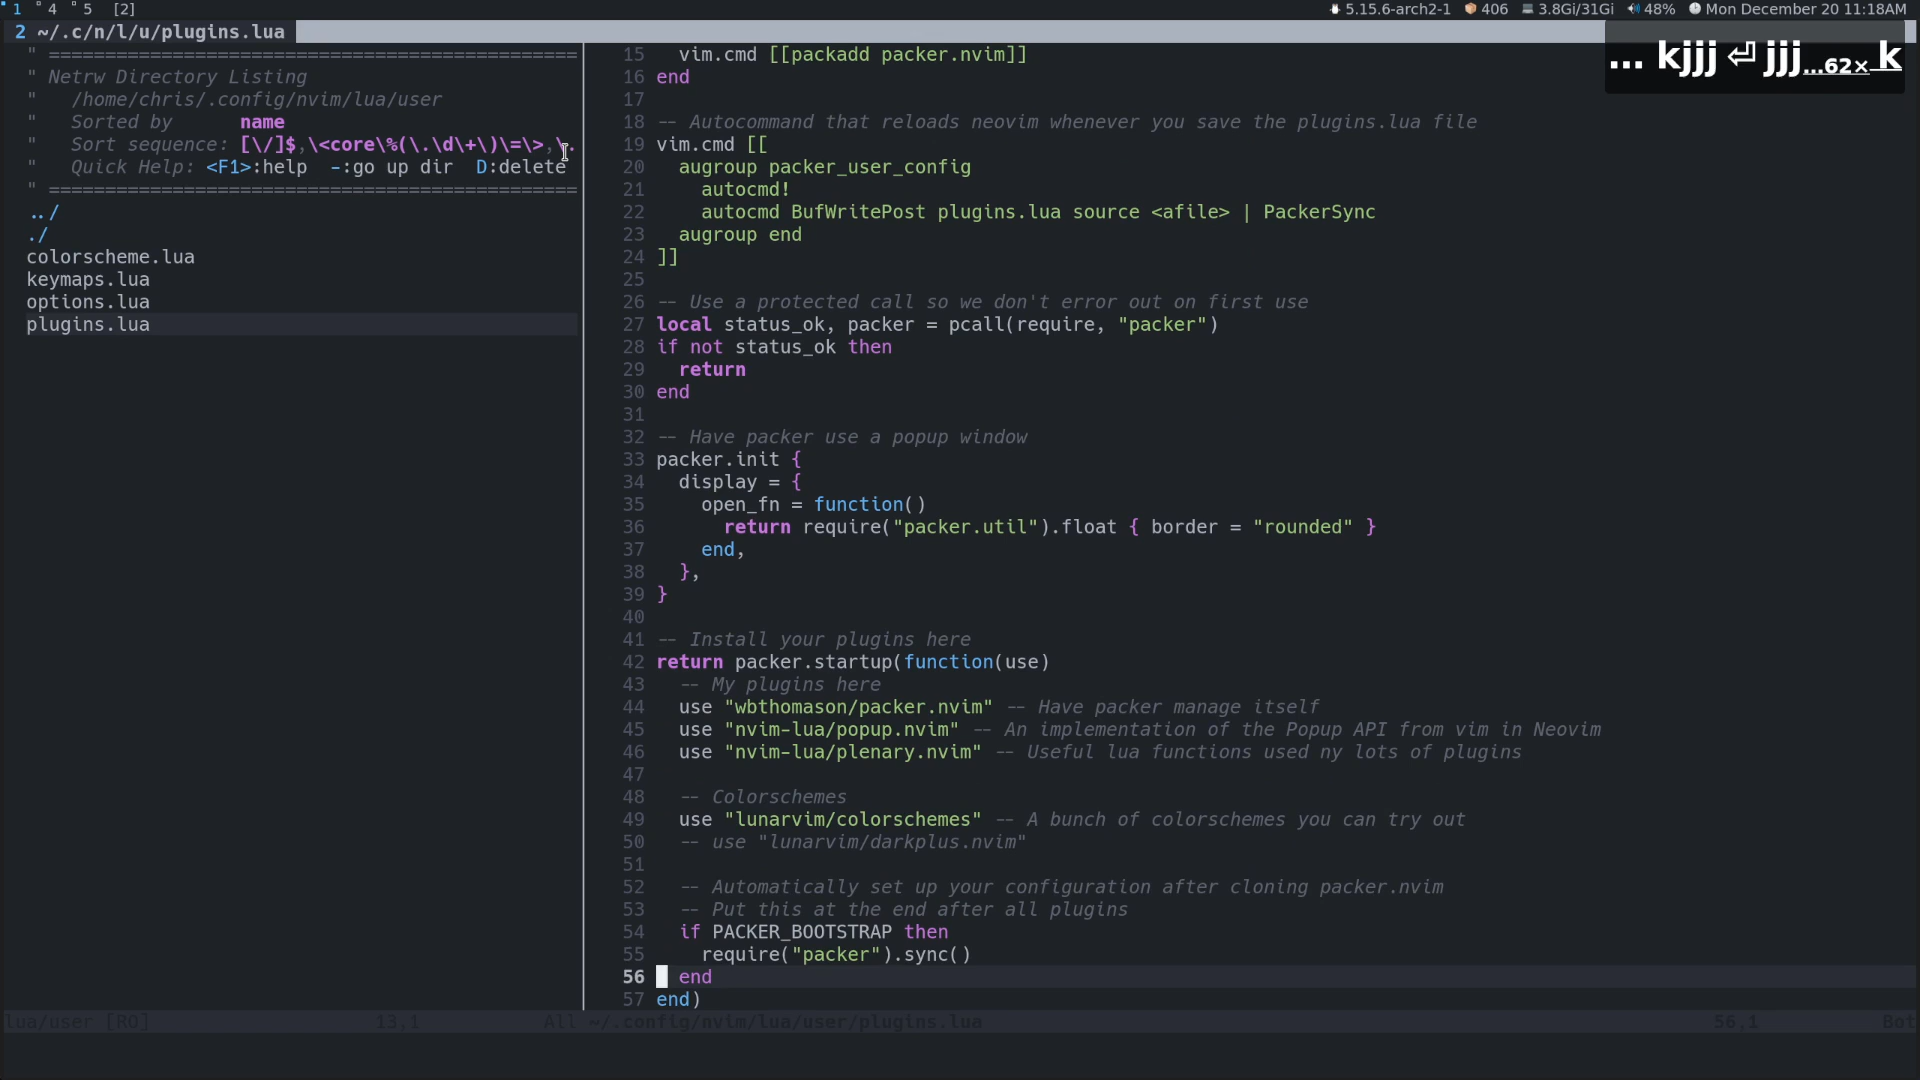 1 4 5 [2]
5.15.6-arch2-1 406 3.8Gi/31Gi 48% Mon December 20 11:18AM
2 ~/.c/n/l/u/plugins.lua
... kjjj ⏎ jjj...62× k
" ===============================================
" Netrw Directory Listing
"   /home/chris/.config/nvim/lua/user
"   Sorted by      name
"   Sort sequence: [\/]$,\<core\%(\.\d\+\)\=\>,\.
"   Quick Help: <F1>:help  -:go up dir  D:delete
" ===============================================
../
./
colorscheme.lua
keymaps.lua
options.lua
plugins.lua
15   vim.cmd [[packadd packer.nvim]]
16 end
17
18 -- Autocommand that reloads neovim whenever you save the plugins.lua file
19 vim.cmd [[
20   augroup packer_user_config
21     autocmd!
22     autocmd BufWritePost plugins.lua source <afile> | PackerSync
23   augroup end
24 ]]
25
26 -- Use a protected call so we don't error out on first use
27 local status_ok, packer = pcall(require, "packer")
28 if not status_ok then
29   return
30 end
31
32 -- Have packer use a popup window
33 packer.init {
34   display = {
35     open_fn = function()
36       return require("packer.util").float { border = "rounded" }
37     end,
38   },
39 }
40
41 -- Install your plugins here
42 return packer.startup(function(use)
43   -- My plugins here
44   use "wbthomason/packer.nvim" -- Have packer manage itself
45   use "nvim-lua/popup.nvim" -- An implementation of the Popup API from vim in Neovim
46   use "nvim-lua/plenary.nvim" -- Useful lua functions used ny lots of plugins
47
48   -- Colorschemes
49   use "lunarvim/colorschemes" -- A bunch of colorschemes you can try out
50   -- use "lunarvim/darkplus.nvim"
51
52   -- Automatically set up your configuration after cloning packer.nvim
53   -- Put this at the end after all plugins
54   if PACKER_BOOTSTRAP then
55     require("packer").sync()
56   end
57 end)
lua/user [RO] 13,1 All ~/.config/nvim/lua/user/plugins.lua 56,1 Bot